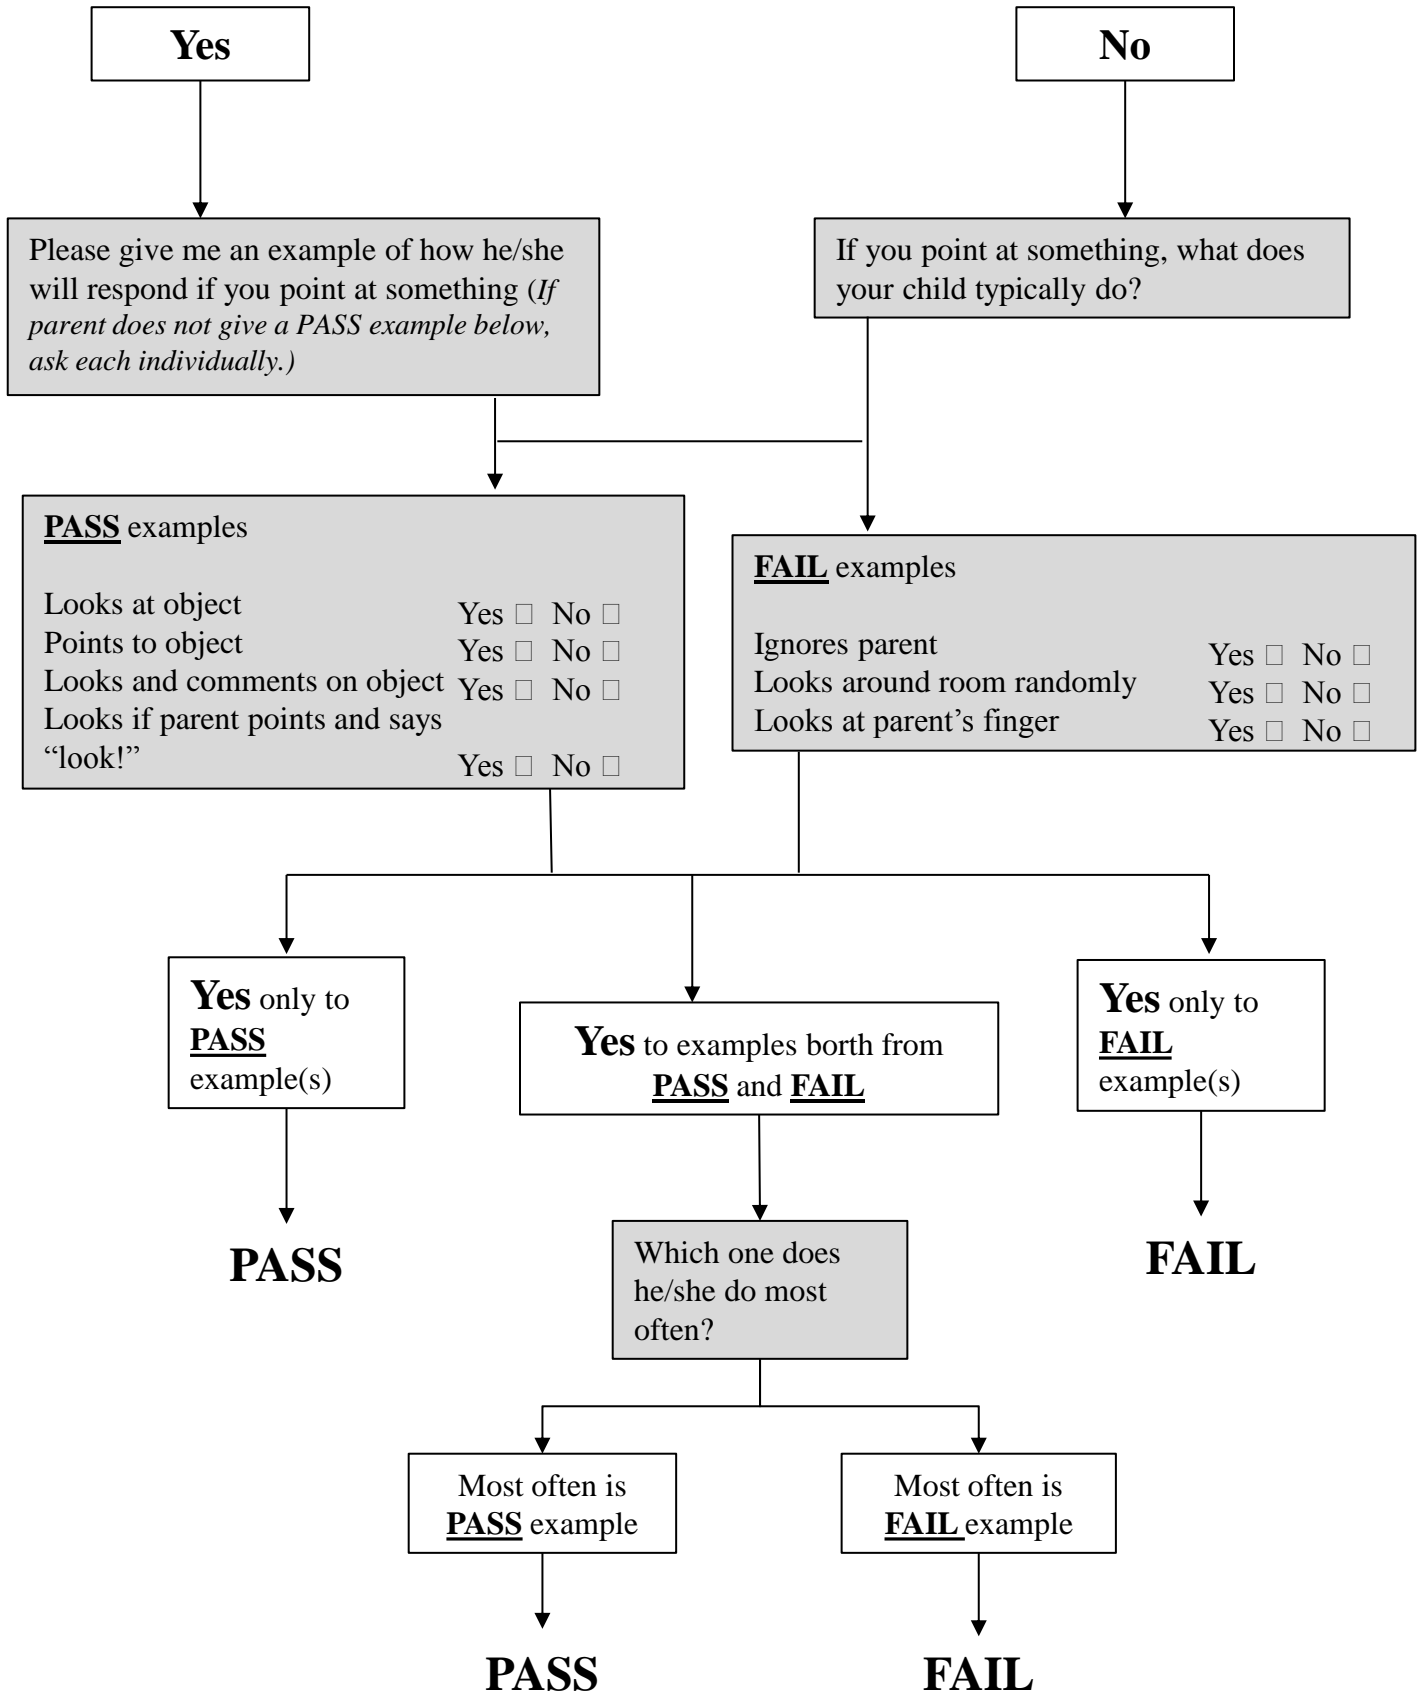 Yes
No
Please give me an example of how he/she
will respond if you point at something (If
parent does not give a PASS example below,
ask each individually.)
If you point at something, what does
your child typically do?
PASS examples
Looks at object Yes □ No □
Points to object Yes □ No □
Looks and comments on object Yes □ No □
Looks if parent points and says
“look!” Yes □ No □
FAIL examples
Ignores parent Yes □ No □
Looks around room randomly Yes □ No □
Looks at parent’s finger Yes □ No □
Yes only to
PASS
example(s)
Yes to examples borth from
PASS and FAIL
Yes only to
FAIL
example(s)
PASS
Which one does
he/she do most
often?
FAIL
Most often is
PASS example
Most often is
FAIL example
PASS
FAIL